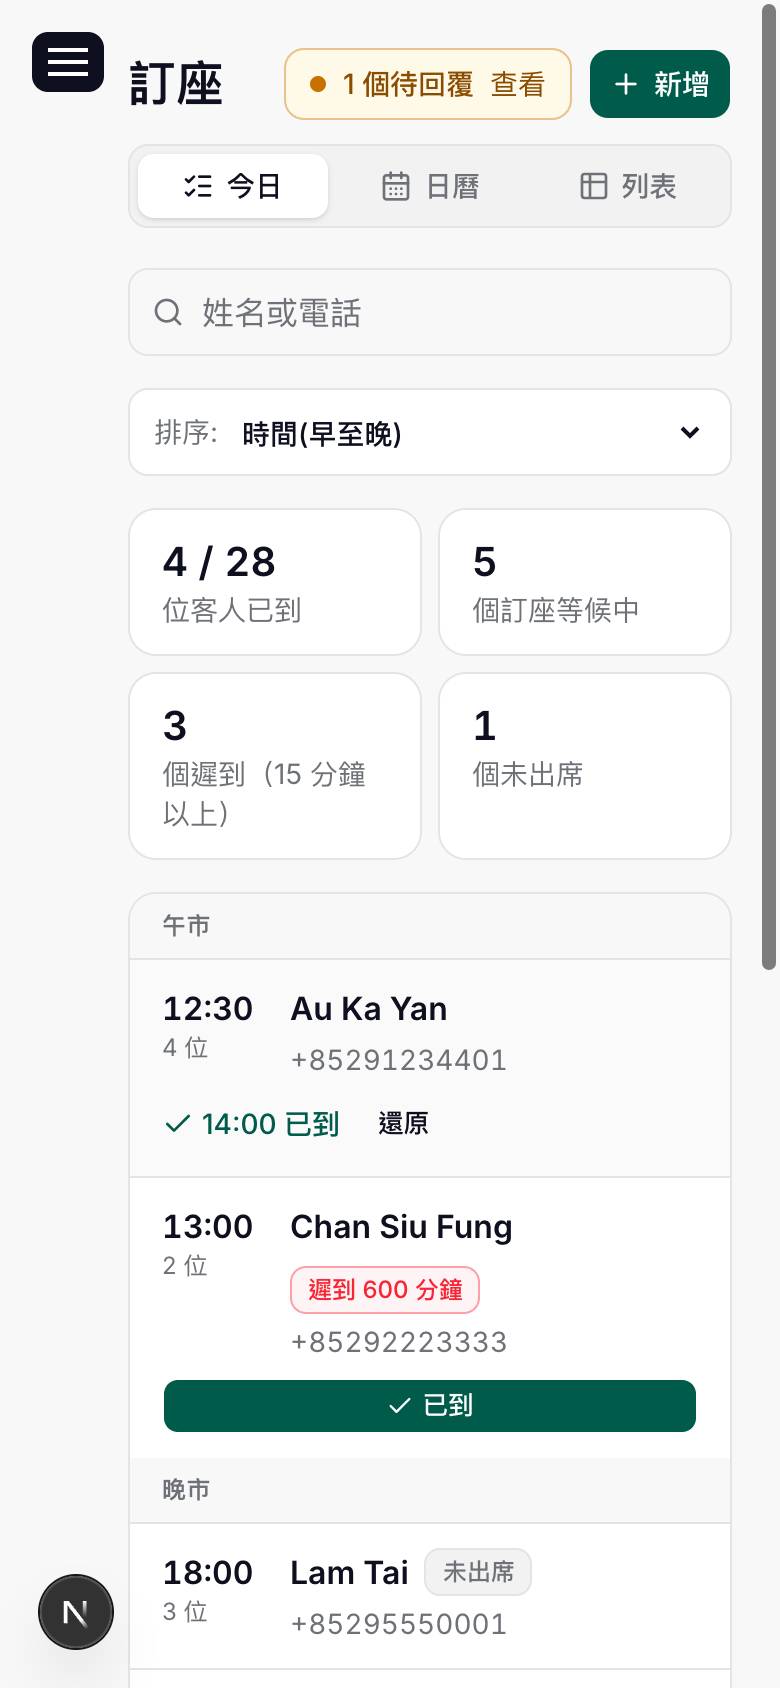 訂座
1 個待回覆 查看
新增
今日
日曆
列表
姓名或電話
排序: 時間(早至晚)
4 / 28
位客人已到
5
個訂座等候中
3
個遲到（15 分鐘
以上）
1
個未出席
午市
12:30 Au Ka Yan
4 位
+85291234401
14:00 已到 還原
13:00 Chan Siu Fung
2 位
遲到 600 分鐘
+85292223333
已到
晚市
18:00 Lam Tai 未出席
3 位
+85295550001
N